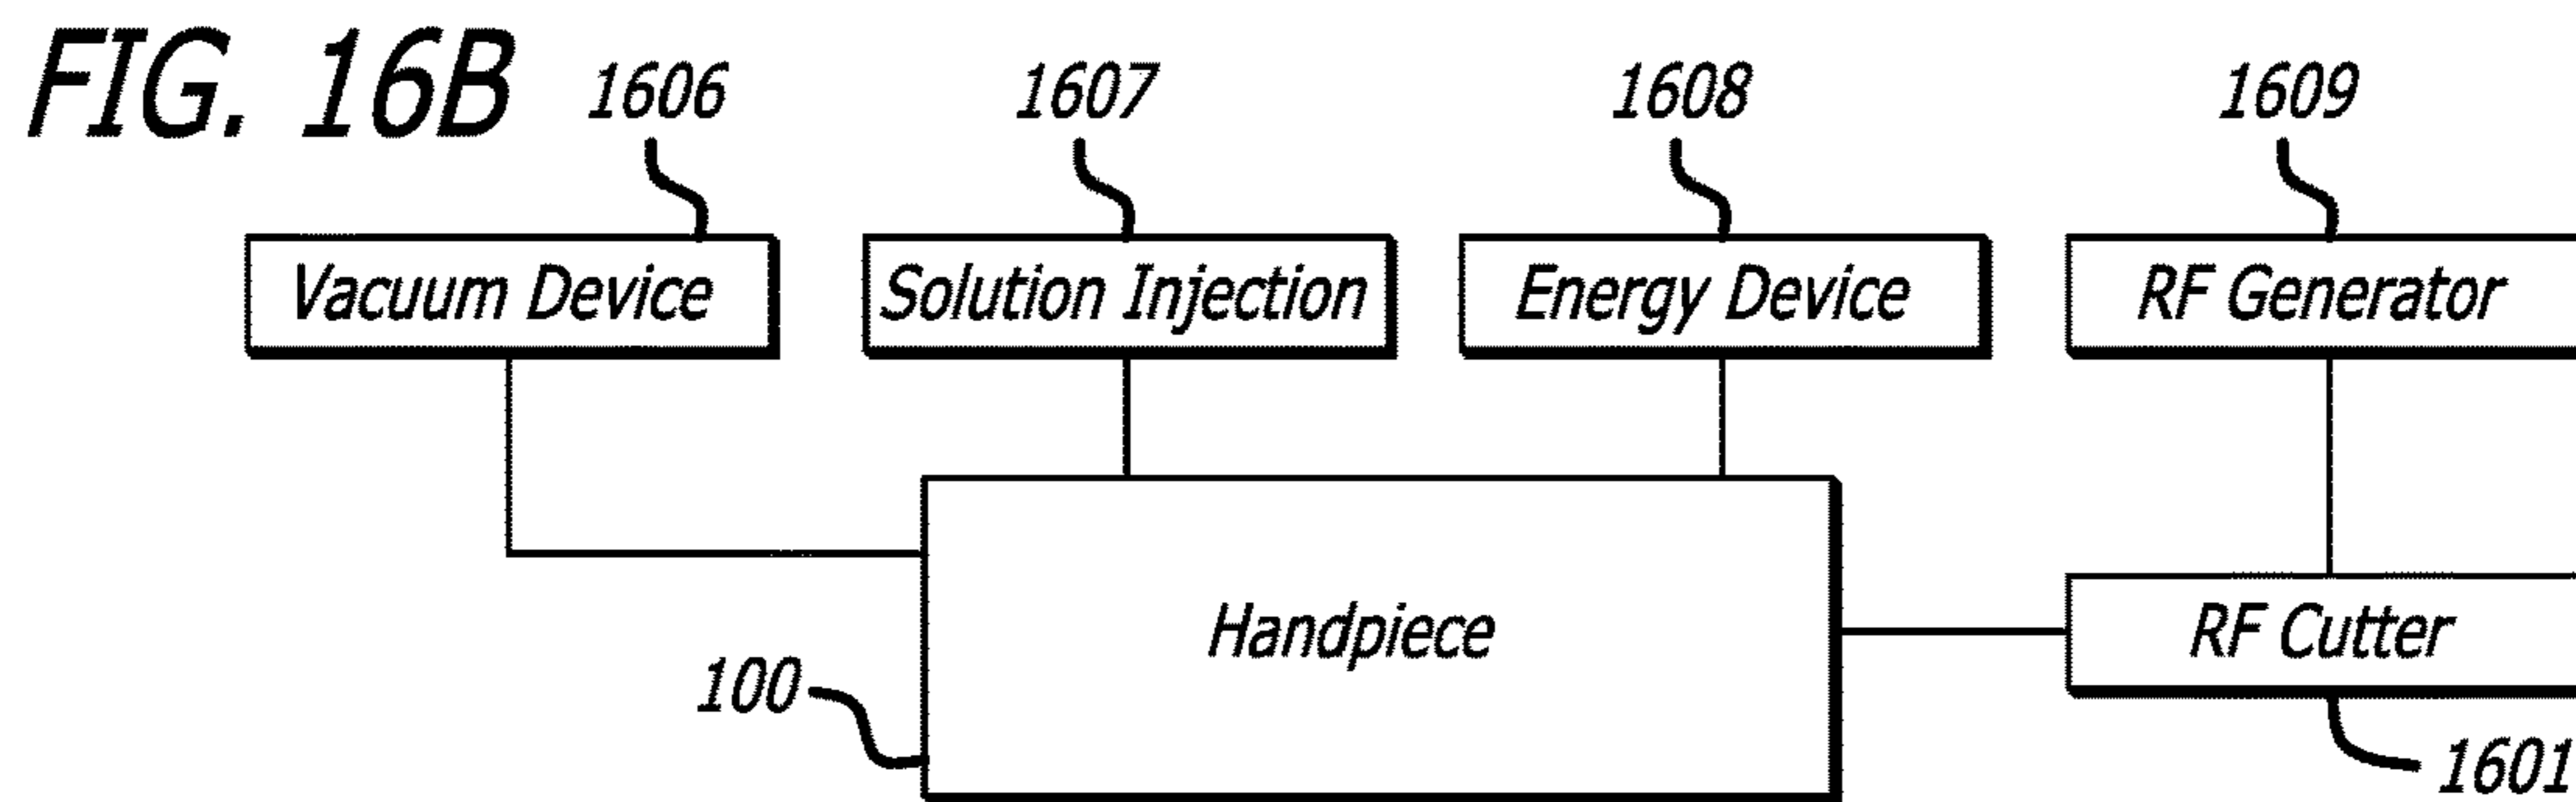 FIG. 16B
1606 1607 1608 1609
Vacuum Device Solution Injection Energy Device RF Generator
Handpiece RF Cutter
100
1601